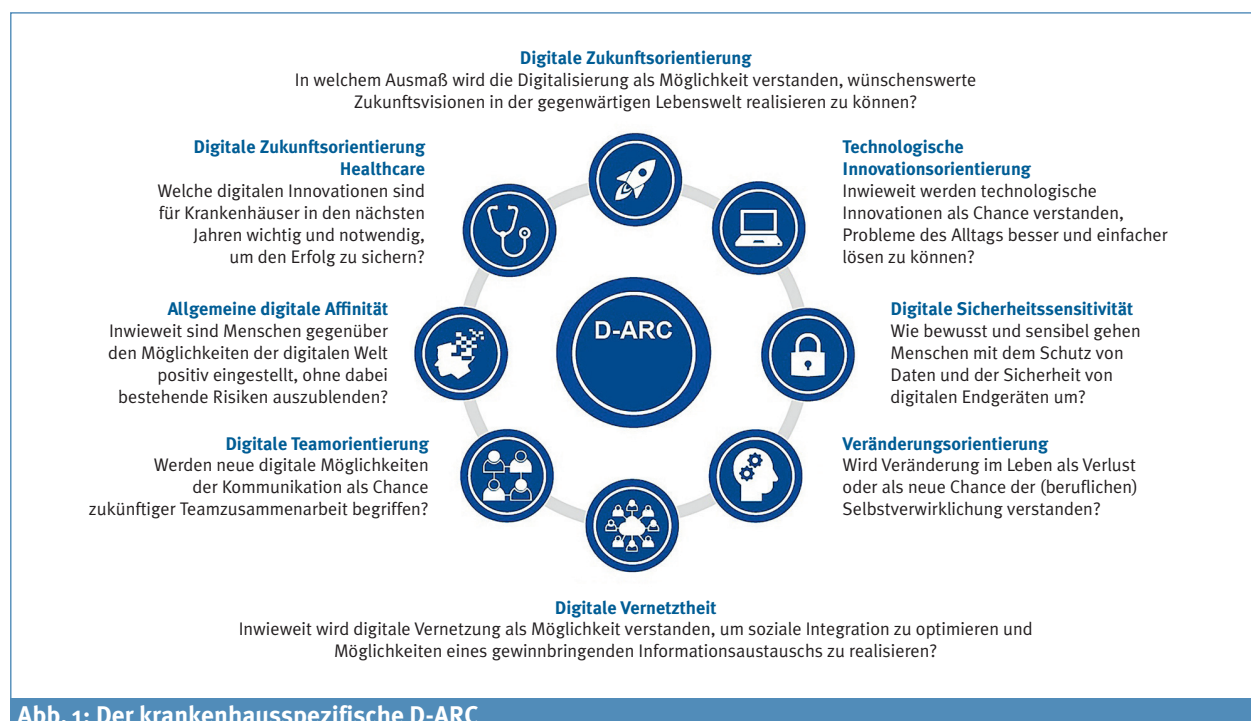 Digitale Zukunftsorientierung
In welchem Ausmaß wird die Digitalisierung als Möglichkeit verstanden, wünschenswerte
Zukunftsvisionen in der gegenwärtigen Lebenswelt realisieren zu können?
Digitale Zukunftsorientierung
Healthcare
Welche digitalen Innovationen sind
für Krankenhäuser in den nächsten
Jahren wichtig und notwendig,
um den Erfolg zu sichern?
Technologische
Innovationsorientierung
Inwieweit werden technologische
Innovationen als Chance verstanden,
Probleme des Alltags besser und einfacher
lösen zu können?
Allgemeine digitale Affinität
Inwieweit sind Menschen gegenüber
den Möglichkeiten der digitalen Welt
positiv eingestellt, ohne dabei
bestehende Risiken auszublenden?
D-ARC
Digitale Sicherheitssensitivität
Wie bewusst und sensibel gehen
Menschen mit dem Schutz von
Daten und der Sicherheit von
digitalen Endgeräten um?
Digitale Teamorientierung
Werden neue digitale Möglichkeiten
der Kommunikation als Chance
zukünftiger Teamzusammenarbeit begriffen?
Veränderungsorientierung
Wird Veränderung im Leben als Verlust
oder als neue Chance der (beruflichen)
Selbstverwirklichung verstanden?
Digitale Vernetztheit
Inwieweit wird digitale Vernetzung als Möglichkeit verstanden, um soziale Integration zu optimieren und
Möglichkeiten eines gewinnbringenden Informationsaustauschs zu realisieren?
Abb. 1: Der krankenhausspezifische D-ARC